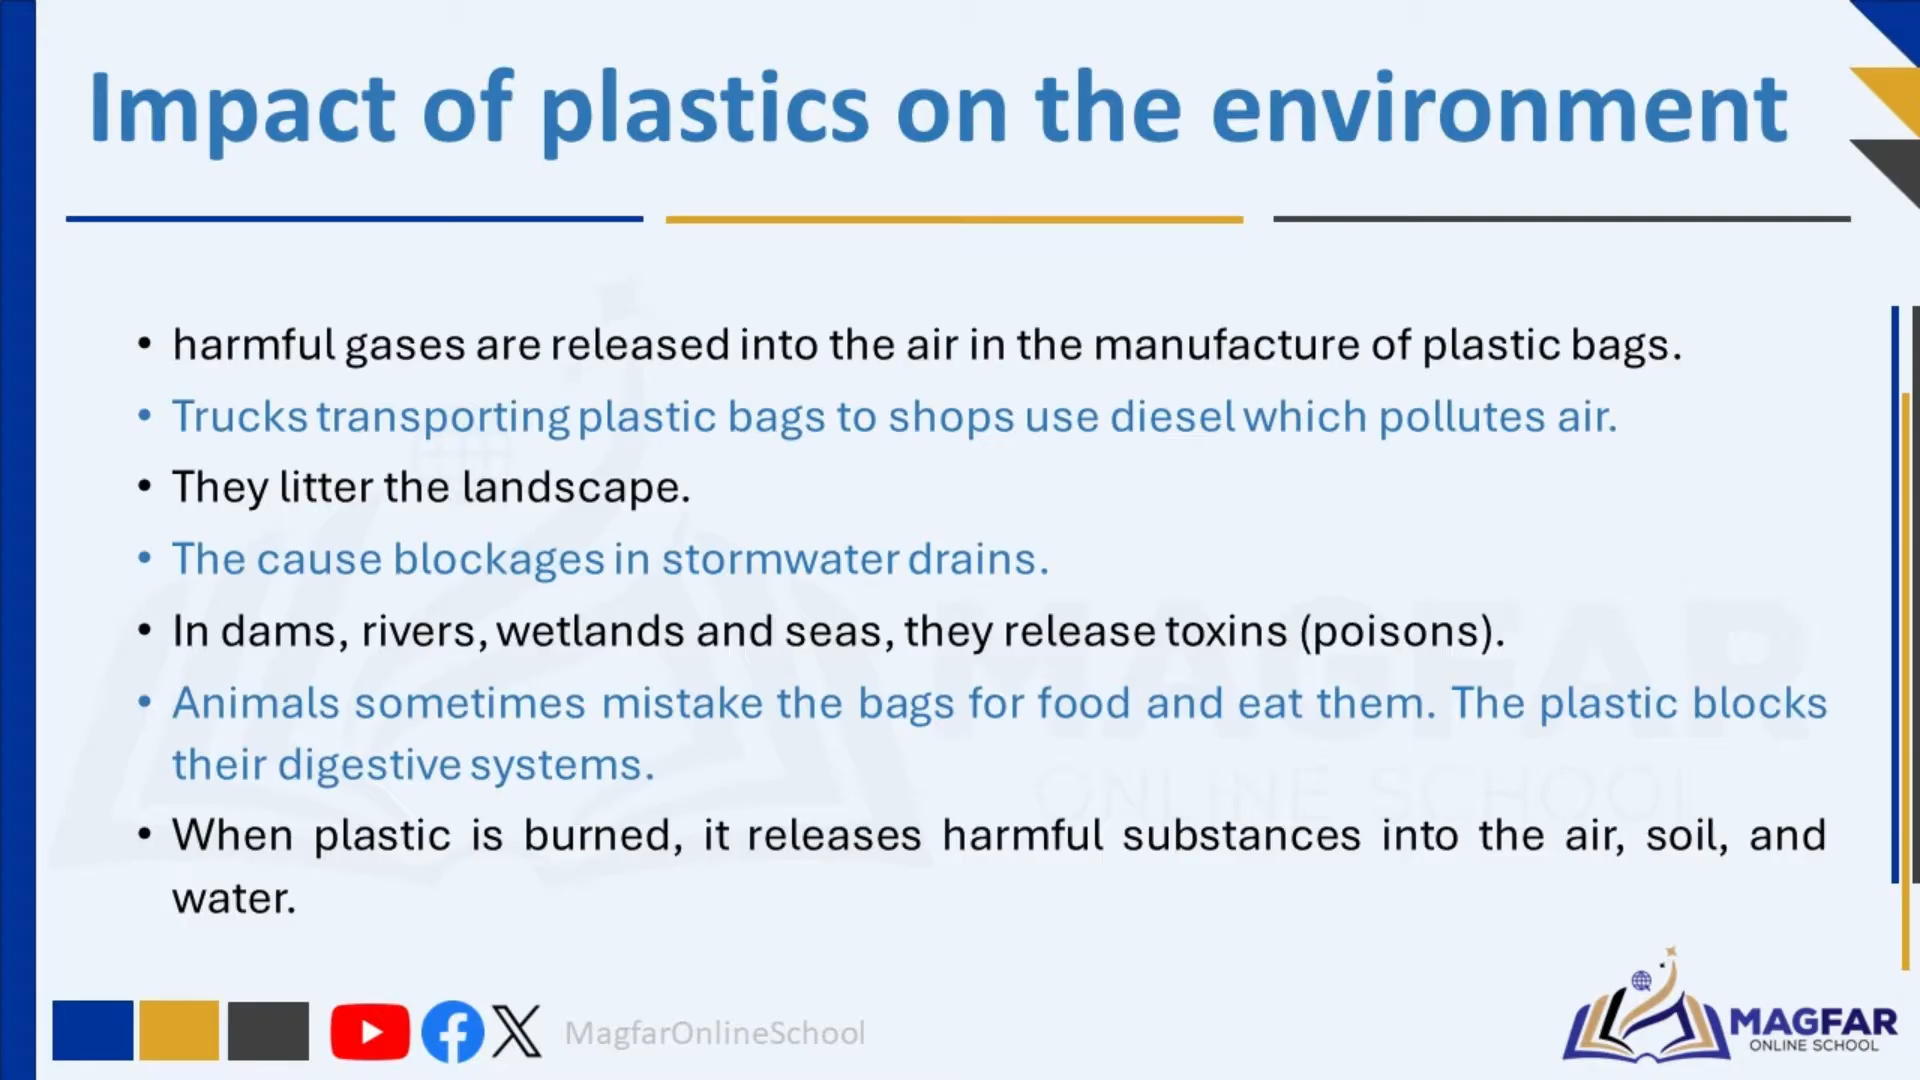 Impact of plastics on the environment
• harmful gases are released into the air in the manufacture of plastic bags.
• Trucks transporting plastic bags to shops use diesel which pollutes air.
• They litter the landscape.
• The cause blockages in stormwater drains.
• In dams, rivers, wetlands and seas, they release toxins (poisons).
• Animals sometimes mistake the bags for food and eat them. The plastic blocks
their digestive systems.
• When plastic is burned, it releases harmful substances into the air, soil, and
water.
MAGFAR
ONLINE SCHOOL
MagfarOnlineSchool
MAGFAR
ONLINE SCHOOL